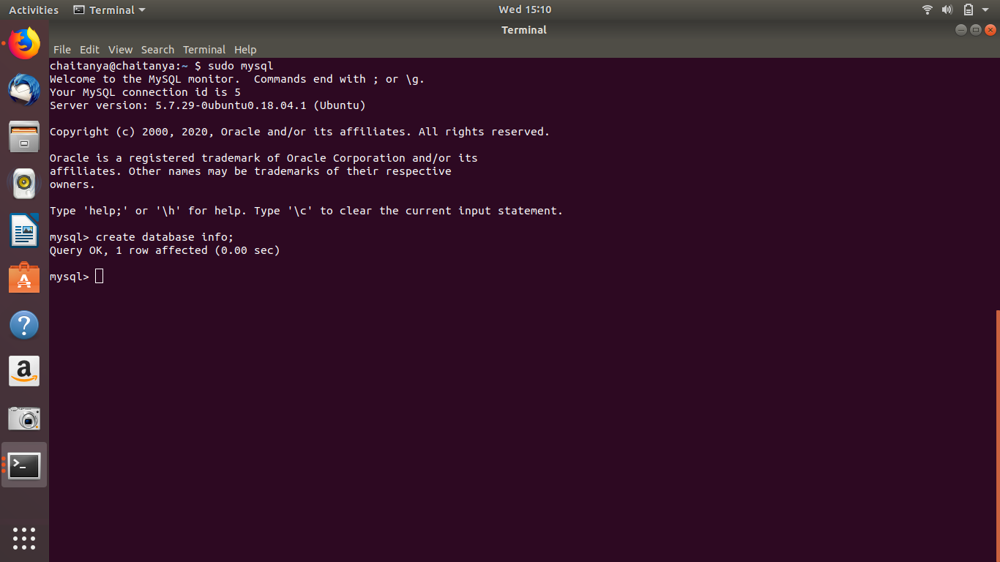 Activities Terminal Wed 15:10
Terminal
File Edit View Search Terminal Help
chaitanya@chaitanya:~ $ sudo mysql
Welcome to the MySQL monitor.  Commands end with ; or \g.
Your MySQL connection id is 5
Server version: 5.7.29-0ubuntu0.18.04.1 (Ubuntu)
Copyright (c) 2000, 2020, Oracle and/or its affiliates. All rights reserved.
Oracle is a registered trademark of Oracle Corporation and/or its
affiliates. Other names may be trademarks of their respective
owners.
Type 'help;' or '\h' for help. Type '\c' to clear the current input statement.
mysql> create database info;
Query OK, 1 row affected (0.00 sec)
mysql>